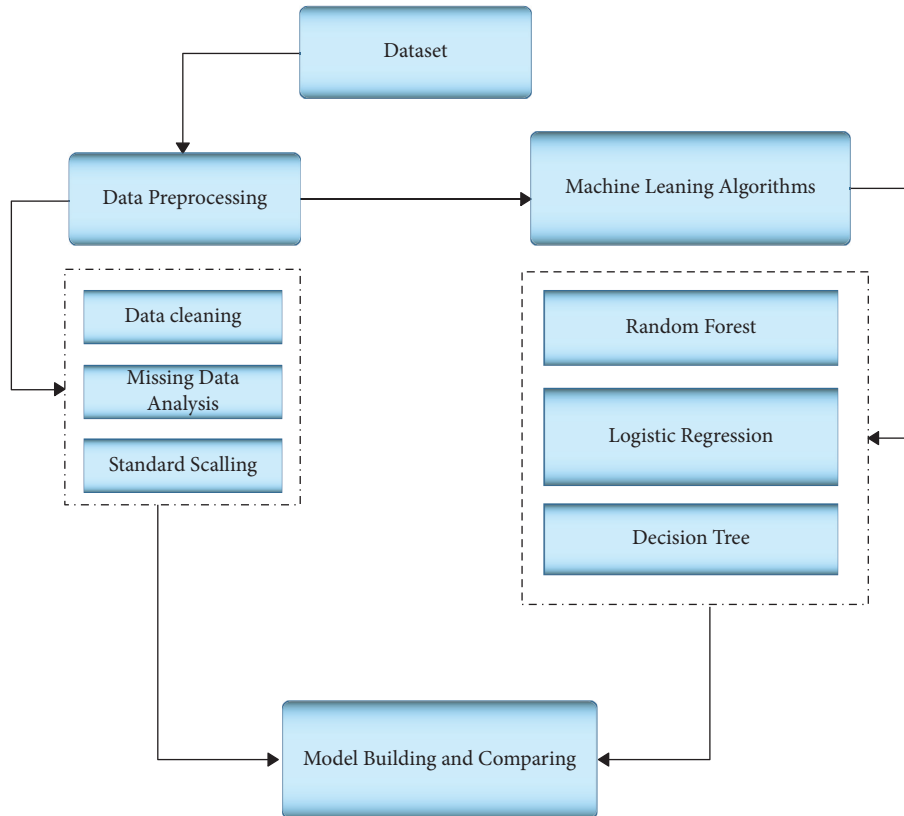 Dataset
Data Preprocessing
Machine Leaning Algorithms
Data cleaning
Missing Data
Analysis
Standard Scalling
Random Forest
Logistic Regression
Decision Tree
Model Building and Comparing